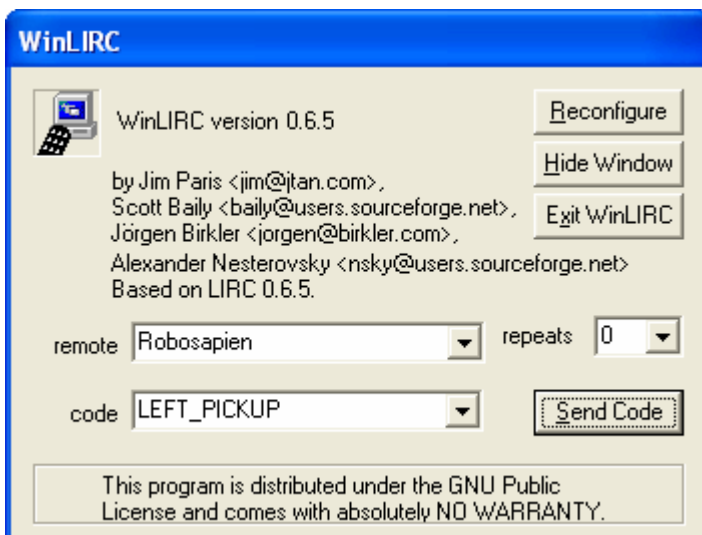 WinLIRC
WinLIRC version 0.6.5
Reconfigure
Hide Window
Exit WinLIRC
by Jim Paris <jim@jtan.com>,
Scott Baily <baily@users.sourceforge.net>,
Jörgen Birkler <jorgen@birkler.com>,
Alexander Nesterovsky <nsky@users.sourceforge.net>
Based on LIRC 0.6.5.
remote Robosapien repeats 0
code LEFT_PICKUP Send Code
This program is distributed under the GNU Public
License and comes with absolutely NO WARRANTY.